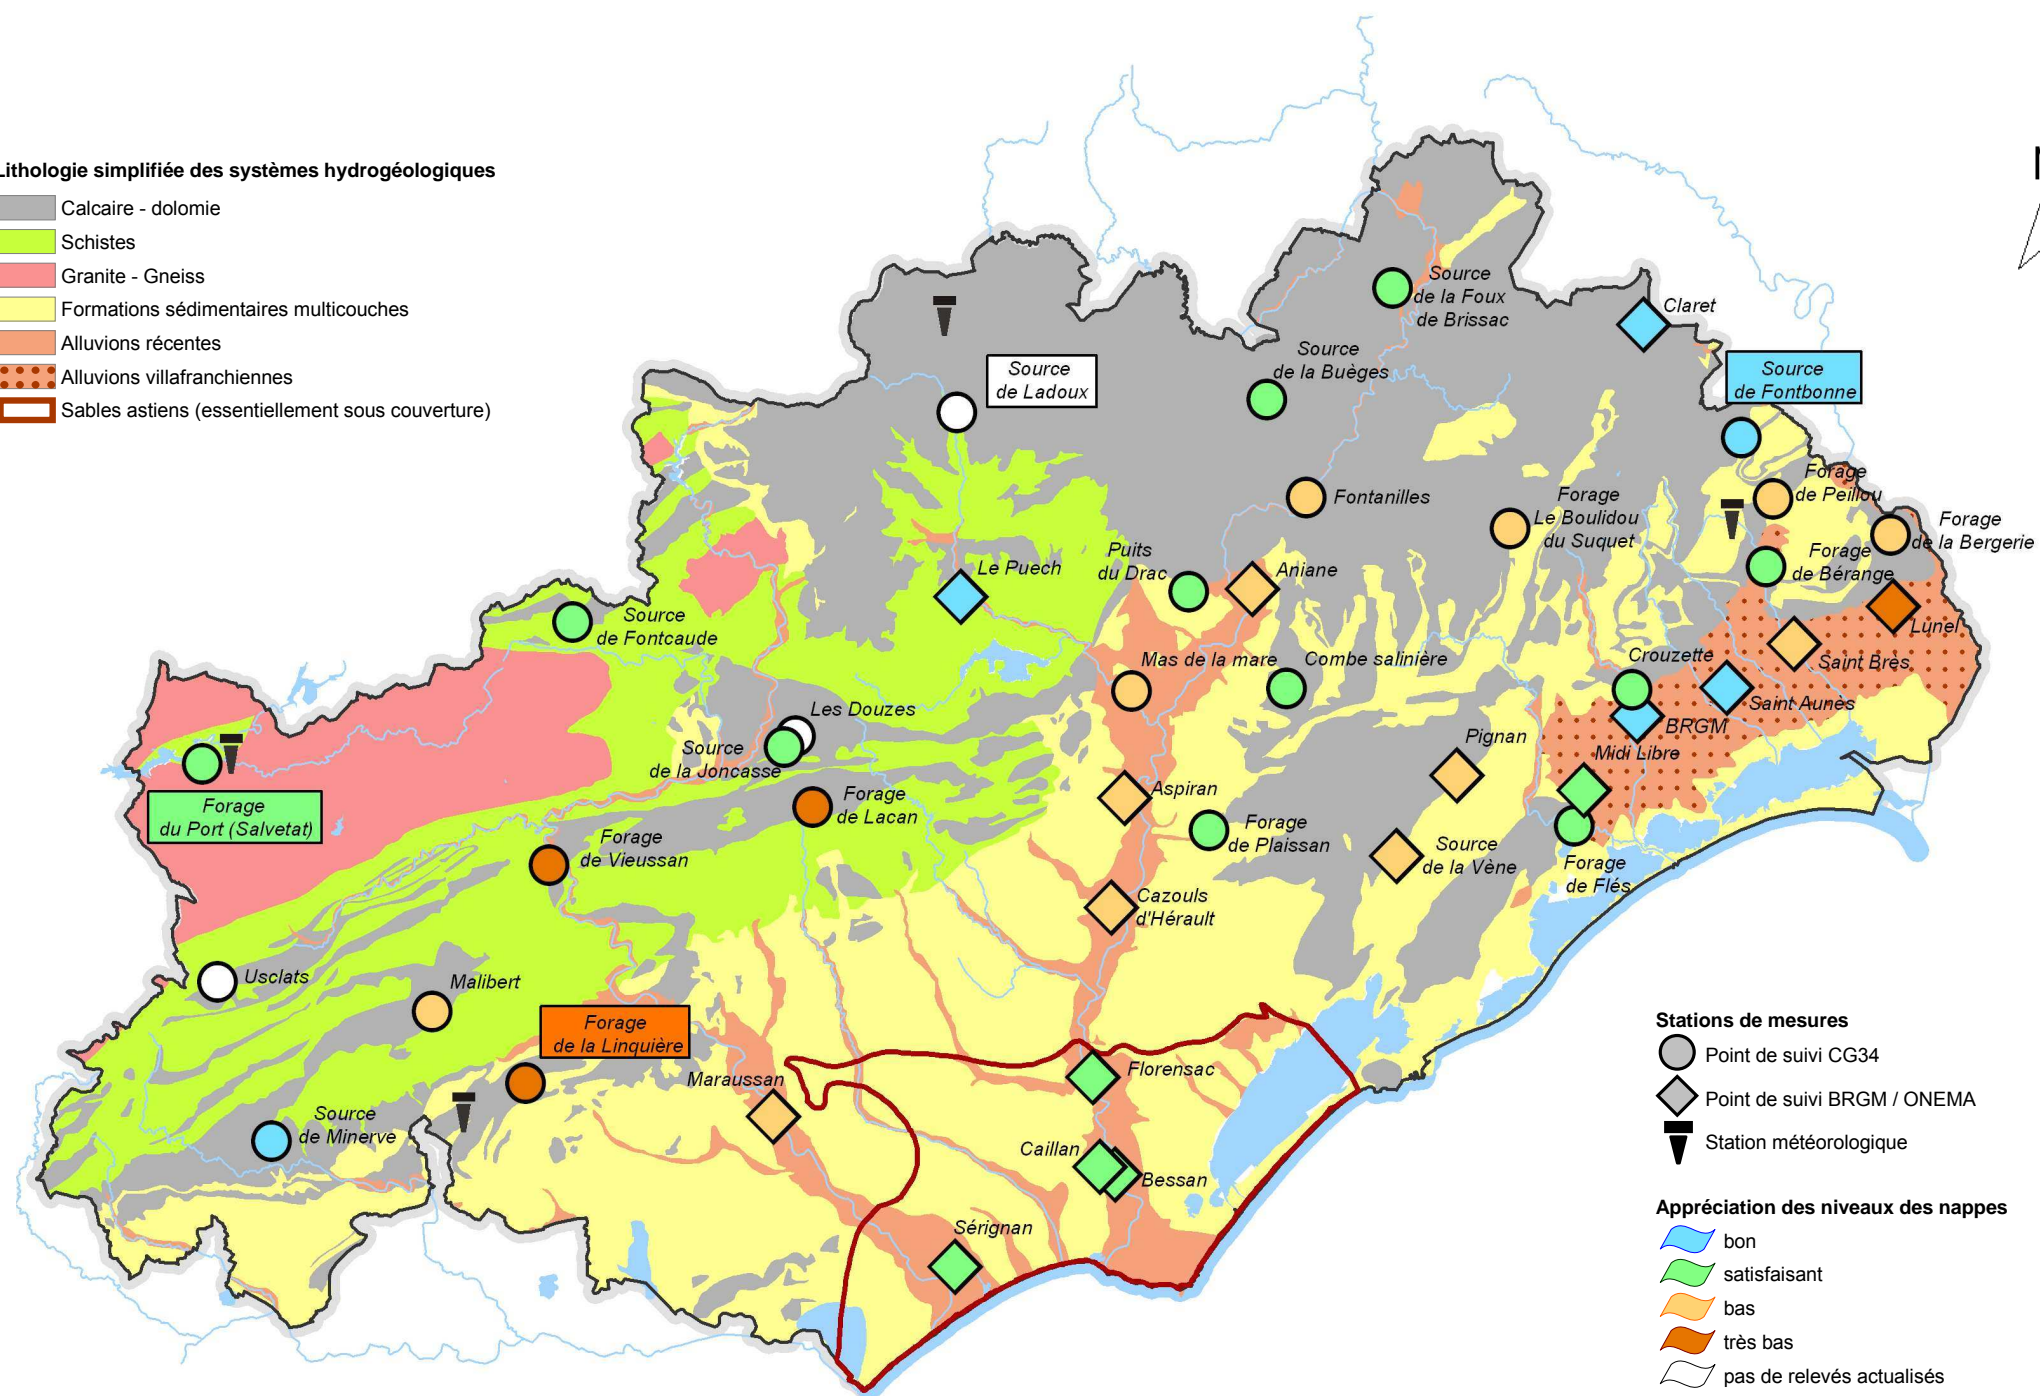 Lithologie simplifiée des systèmes hydrogéologiques
Calcaire - dolomie
Schistes
Granite - Gneiss
Formations sédimentaires multicouches
Alluvions récentes
Alluvions villafranchiennes
Sables astiens (essentiellement sous couverture)
N
Source
de la Foux
de Brissac
Claret
Source
de Ladoux
Source
de la Buèges
Source
de Fontbonne
Fontanilles
Forage
Le Boulidou
du Suquet
Forage
de Peillou
Forage
de la Bergerie
Forage
de Bérange
Puits
du Drac
Aniane
Le Puech
Source
de Fontcaude
Lunel
Saint Bres
Mas de la mare
Combe salinière
Crouzette
Saint Aunès
BRGM
Les Douzes
Source
de la Joncasse
Pignan
Midi Libre
Forage
du Port (Salvetat)
Forage
de Lacan
Aspiran
Forage
de Vieussan
Forage
de Plaissan
Source
de la Vène
Forage
de Flés
Cazouls
d'Hérault
Usclats
Malibert
Forage
de la Linquière
Maraussan
Florensac
Source
de Minerve
Caillan
Bessan
Sérignan
Stations de mesures
Point de suivi CG34
Point de suivi BRGM / ONEMA
Station météorologique
Appréciation des niveaux des nappes
bon
satisfaisant
bas
très bas
pas de relevés actualisés